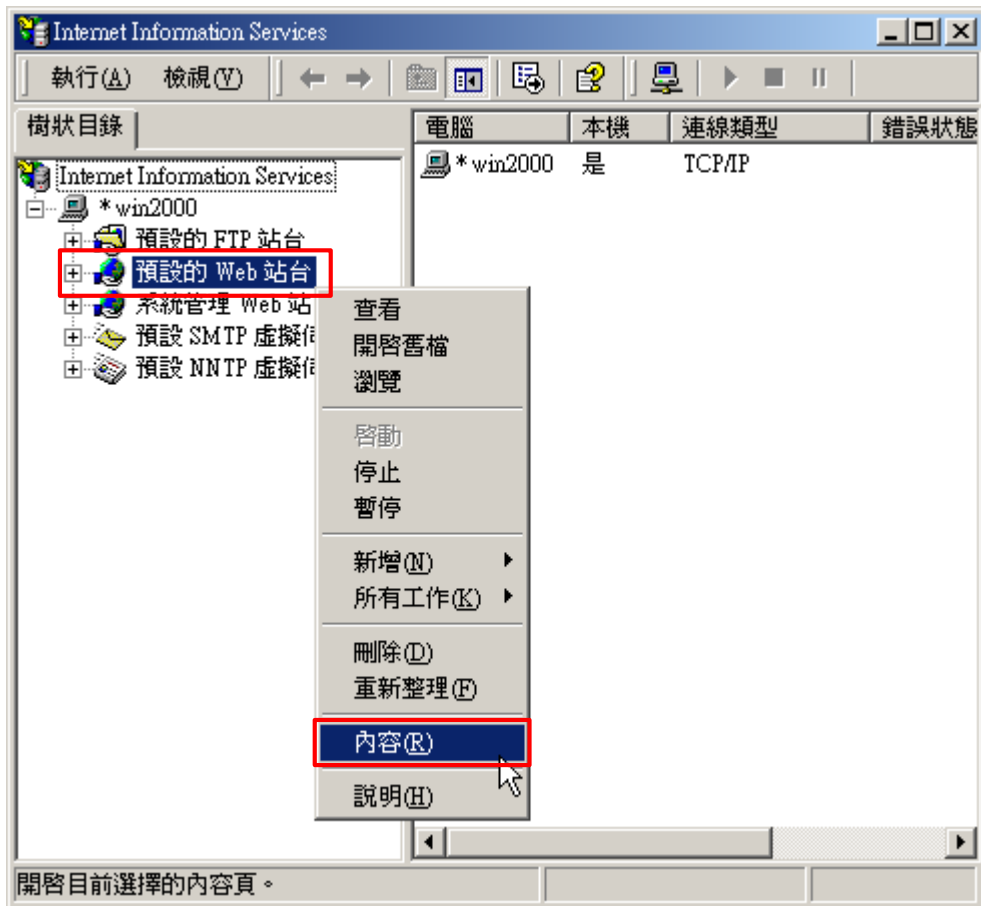 Internet Information Services
執行(A) 檢視(V)
樹狀目錄
電腦 本機 連線類型 錯誤狀態
Internet Information Services
* win2000 是 TCP/IP
* win2000
預設的 FTP 站台
預設的 Web 站台
系統管理 Web 站
預設 SMTP 虛擬伺
預設 NNTP 虛擬伺
查看
開啓舊檔
瀏覽
啓動
停止
暫停
新增(N)
所有工作(K)
刪除(D)
重新整理(F)
內容(R)
說明(H)
開啓目前選擇的內容頁。